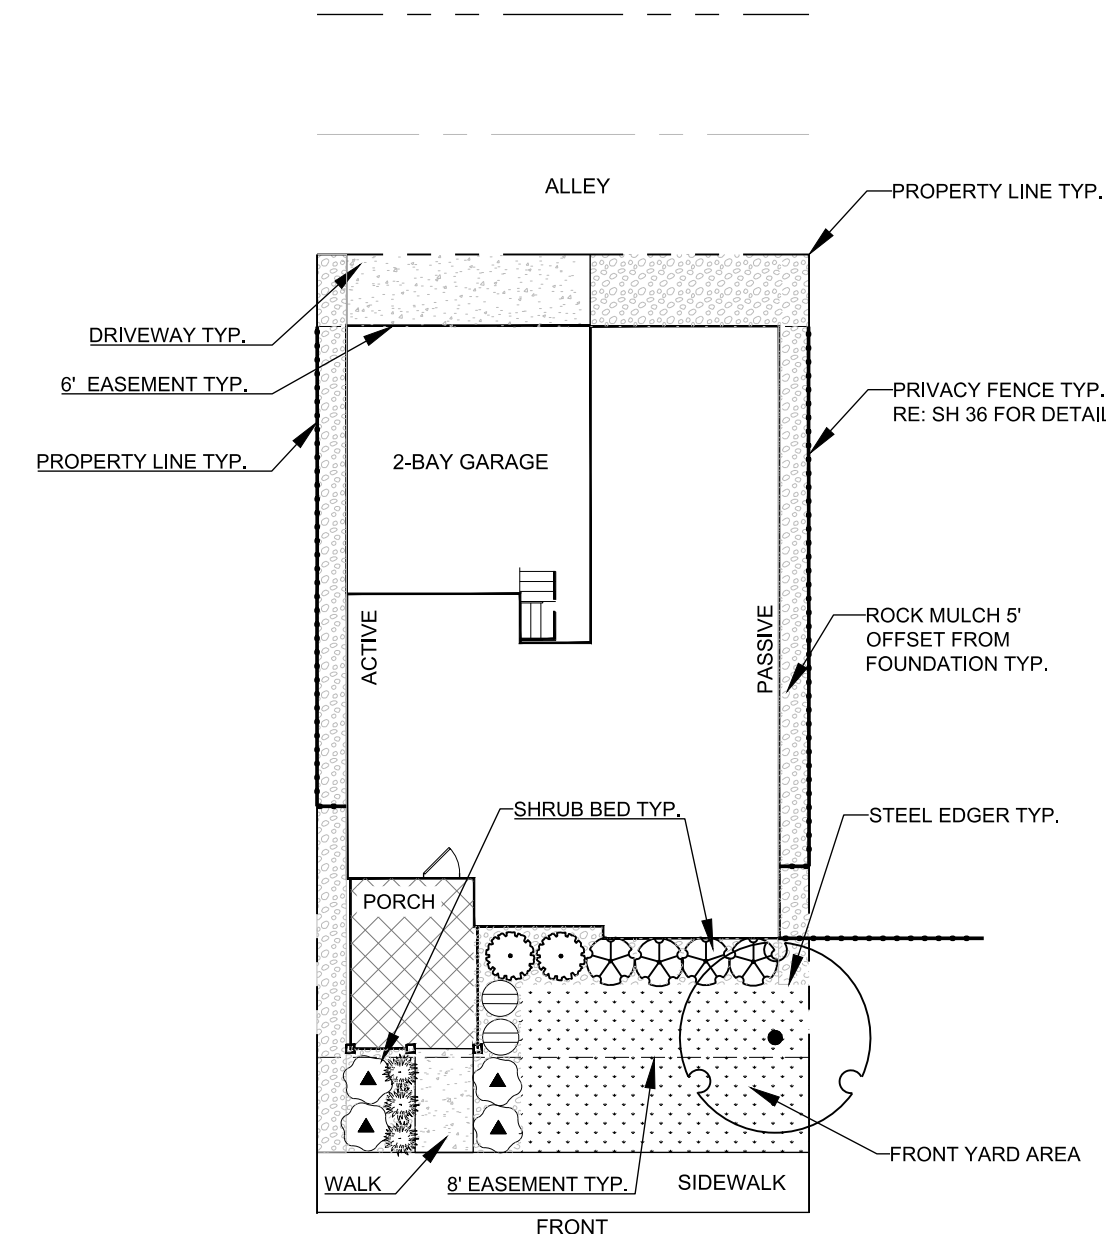 ALLEY
PROPERTY LINE TYP.
DRIVEWAY TYP.
6' EASEMENT TYP.
PRIVACY FENCE TYP.
RE: SH 36 FOR DETAIL
PROPERTY LINE TYP.
2-BAY GARAGE
ACTIVE
PASSIVE
ROCK MULCH 5'
OFFSET FROM
FOUNDATION TYP.
SHRUB BED TYP.
STEEL EDGER TYP.
PORCH
FRONT YARD AREA
WALK
8' EASEMENT TYP.
SIDEWALK
FRONT